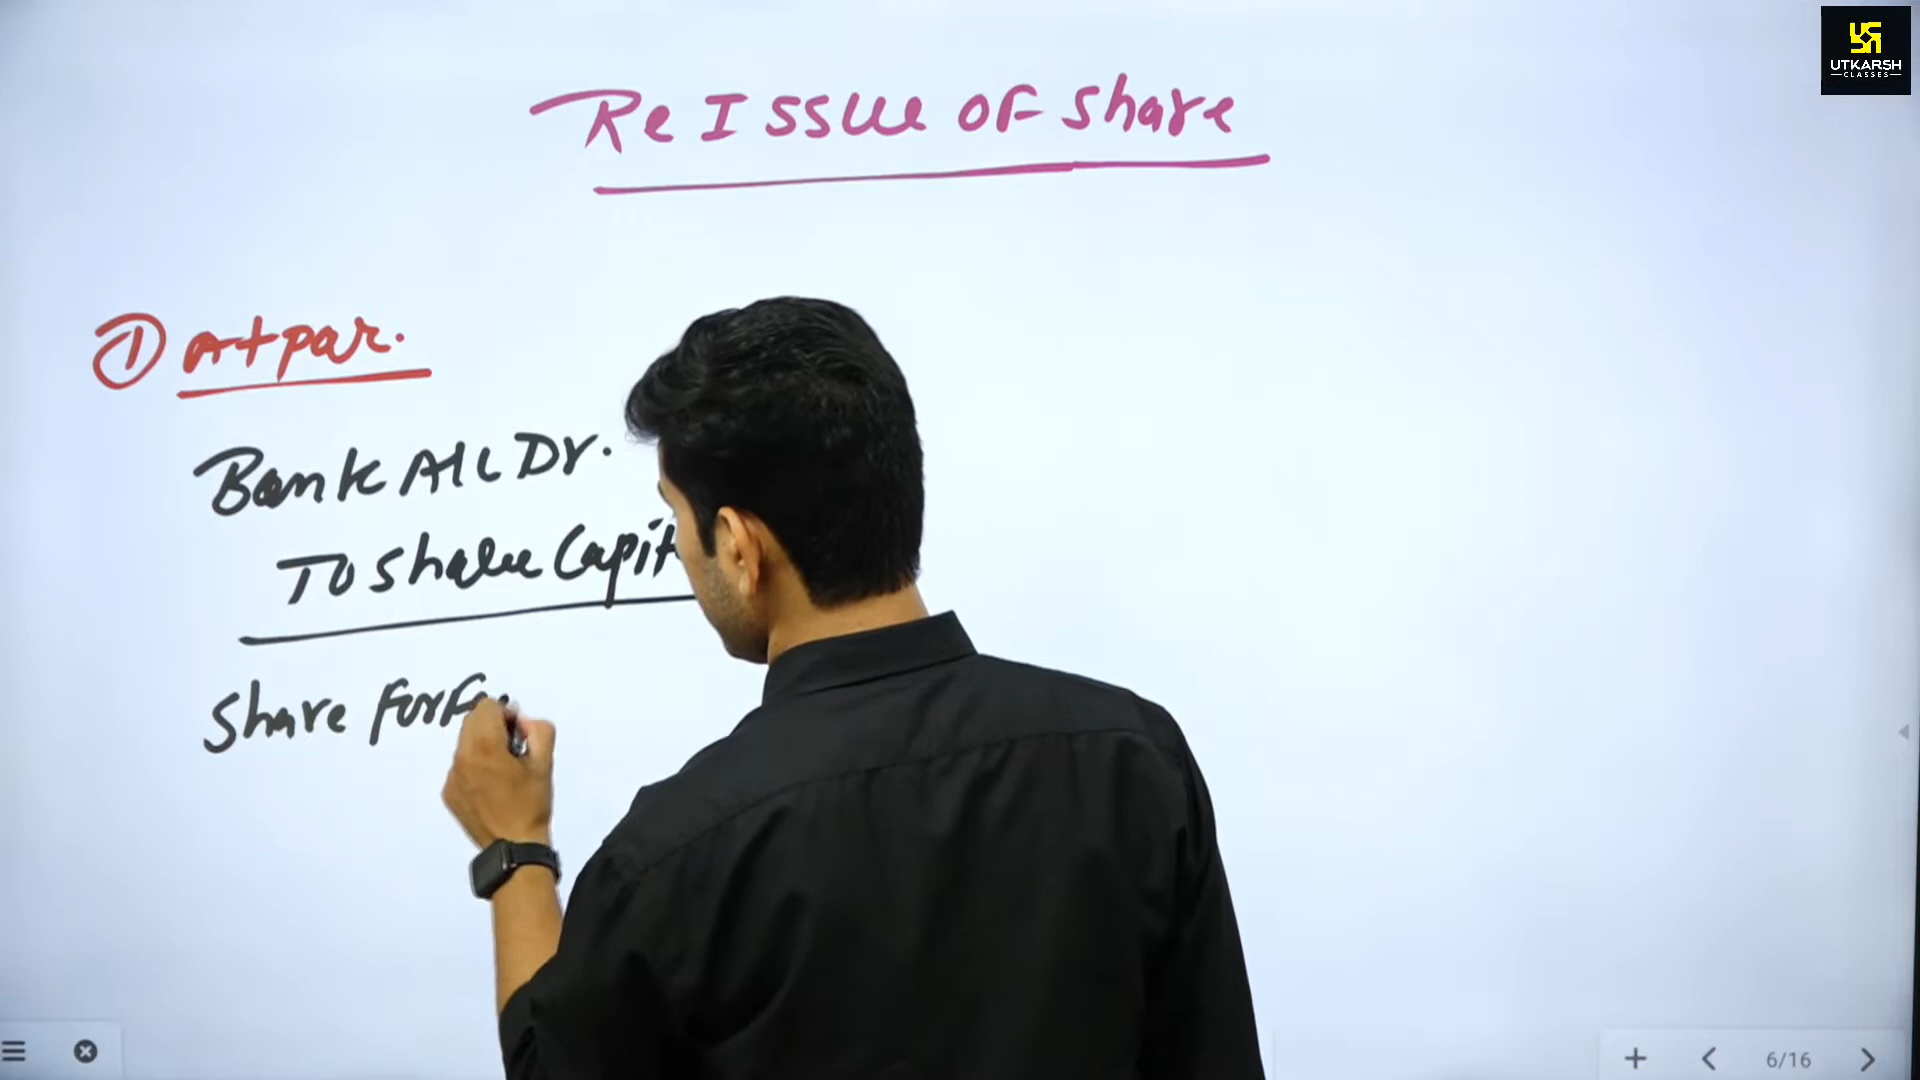 UTKARSH
CLASSES
Re Issue of Share
① At par.
Bank A/c Dr.
To Share Capit
Share Forf
6/16